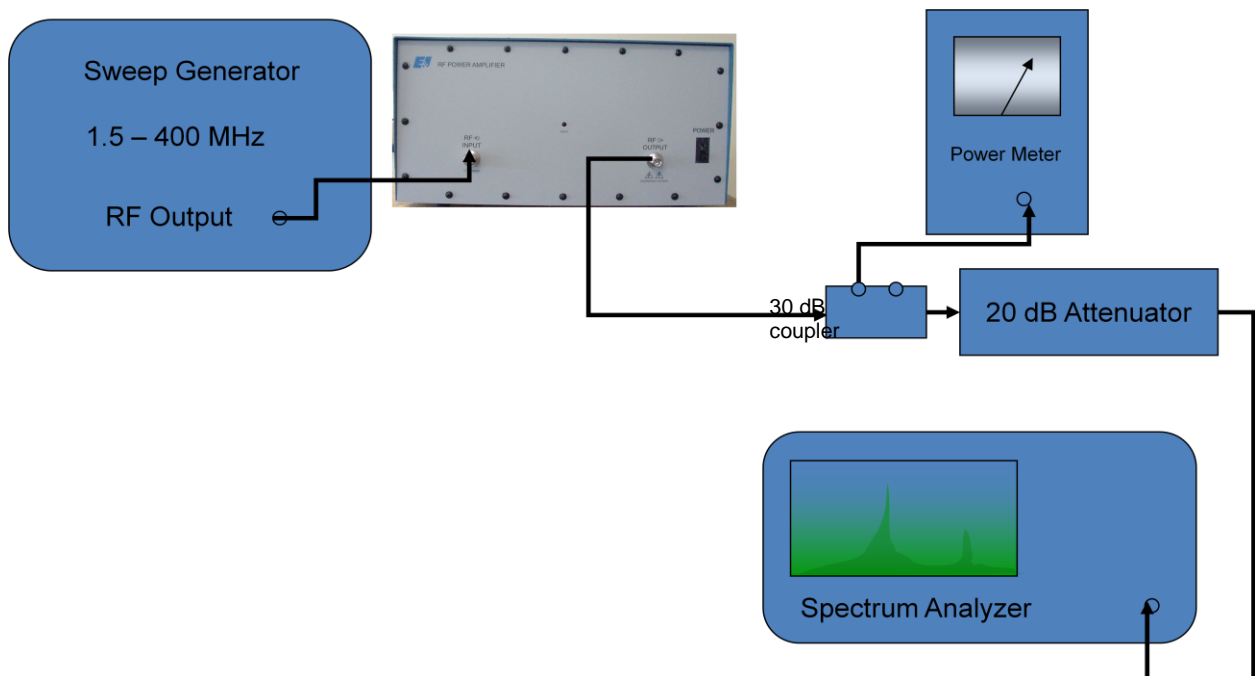 Sweep Generator
1.5 – 400 MHz
RF Output
ENI
RF POWER AMPLIFIER
RF
INPUT
RF
OUTPUT
POWER
Power Meter
30 dB
coupler
20 dB Attenuator
Spectrum Analyzer